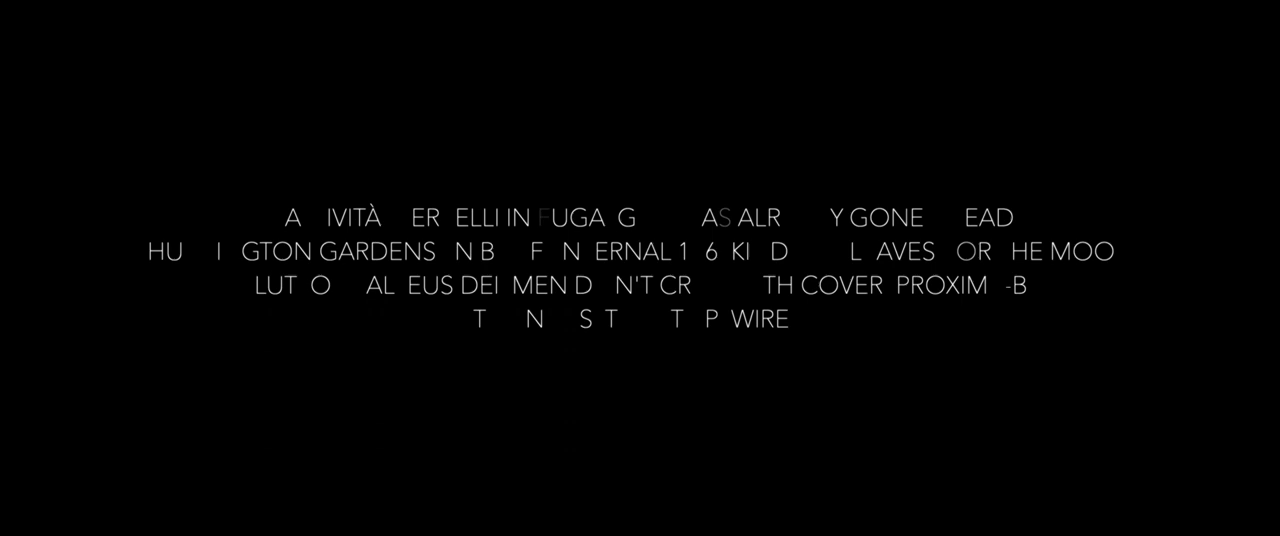 A IVITÀ ER ELLI IN FUGA G AS ALR Y GONE EAD
HU I GTON GARDENS N B F N ERNAL 1 6 KI D L AVES OR HE MOO
LUT O AL EUS DEI MEN D N'T CR TH COVER PROXIM -B
T N S T T P WIRE